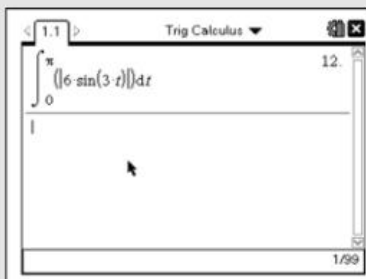 1.1 Trig Calculus
π
∫ (|6·sin(3·t)|)dt 12.
0
1/99